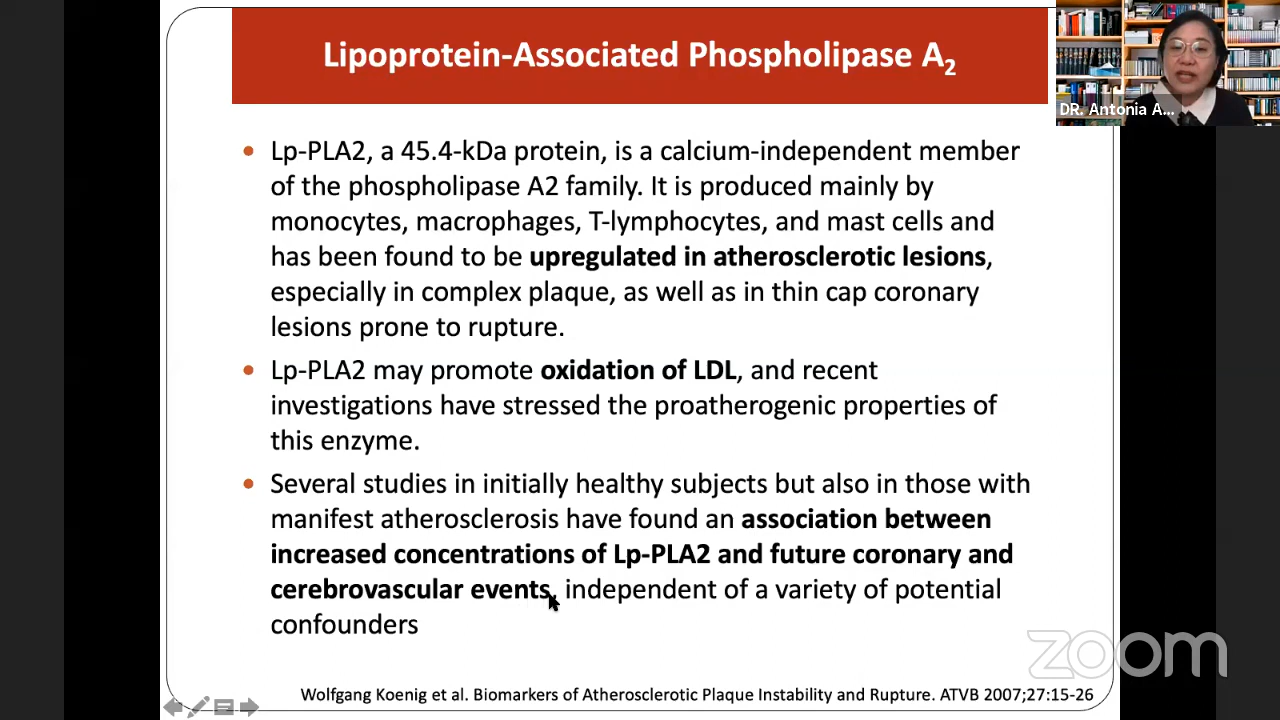 Lipoprotein-Associated Phospholipase A2
DR. Antonia A...
• Lp-PLA2, a 45.4-kDa protein, is a calcium-independent member
of the phospholipase A2 family. It is produced mainly by
monocytes, macrophages, T-lymphocytes, and mast cells and
has been found to be upregulated in atherosclerotic lesions,
especially in complex plaque, as well as in thin cap coronary
lesions prone to rupture.
• Lp-PLA2 may promote oxidation of LDL, and recent
investigations have stressed the proatherogenic properties of
this enzyme.
• Several studies in initially healthy subjects but also in those with
manifest atherosclerosis have found an association between
increased concentrations of Lp-PLA2 and future coronary and
cerebrovascular events, independent of a variety of potential
confounders
zoom
Wolfgang Koenig et al. Biomarkers of Atherosclerotic Plaque Instability and Rupture. ATVB 2007;27:15-26